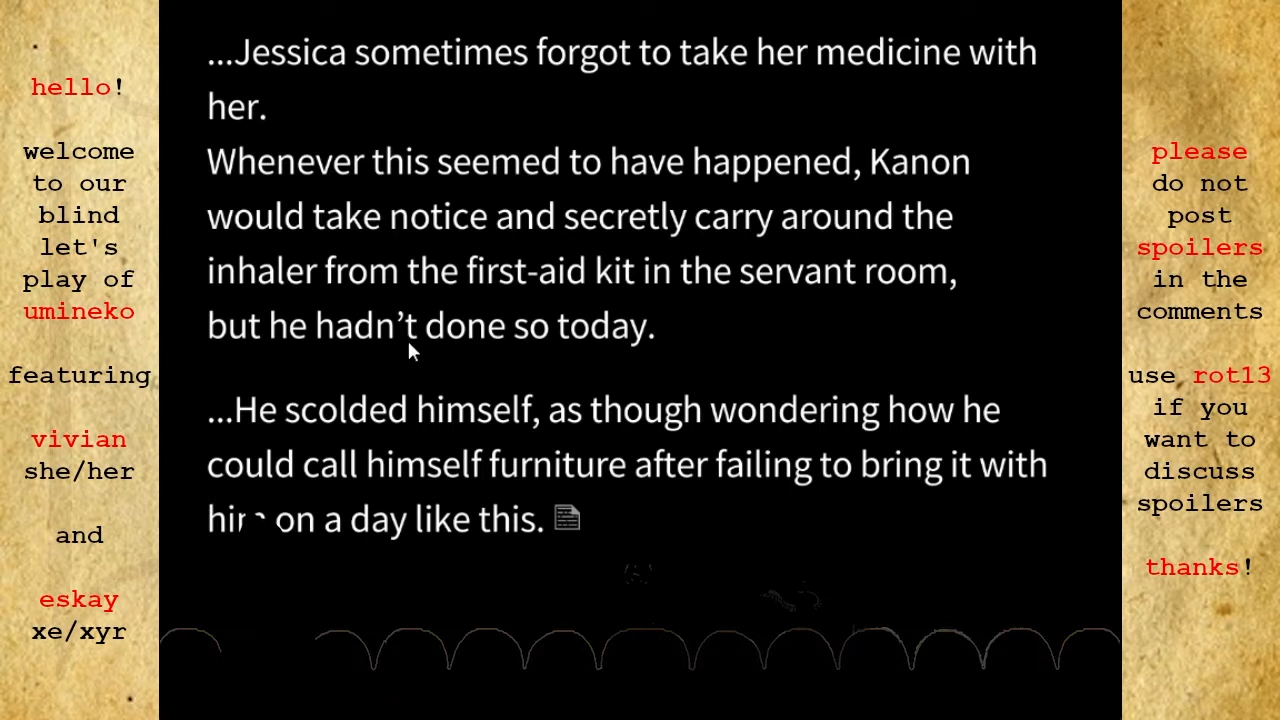 hello!
welcome
to our
blind
let's
play of
umineko
featuring
vivian
she/her
and
eskay
xe/xyr
...Jessica sometimes forgot to take her medicine with
her.
Whenever this seemed to have happened, Kanon
would take notice and secretly carry around the
inhaler from the first-aid kit in the servant room,
but he hadn’t done so today.
...He scolded himself, as though wondering how he
could call himself furniture after failing to bring it with
him on a day like this.
please
do not
post
spoilers
in the
comments
use rot13
if you
want to
discuss
spoilers
thanks!